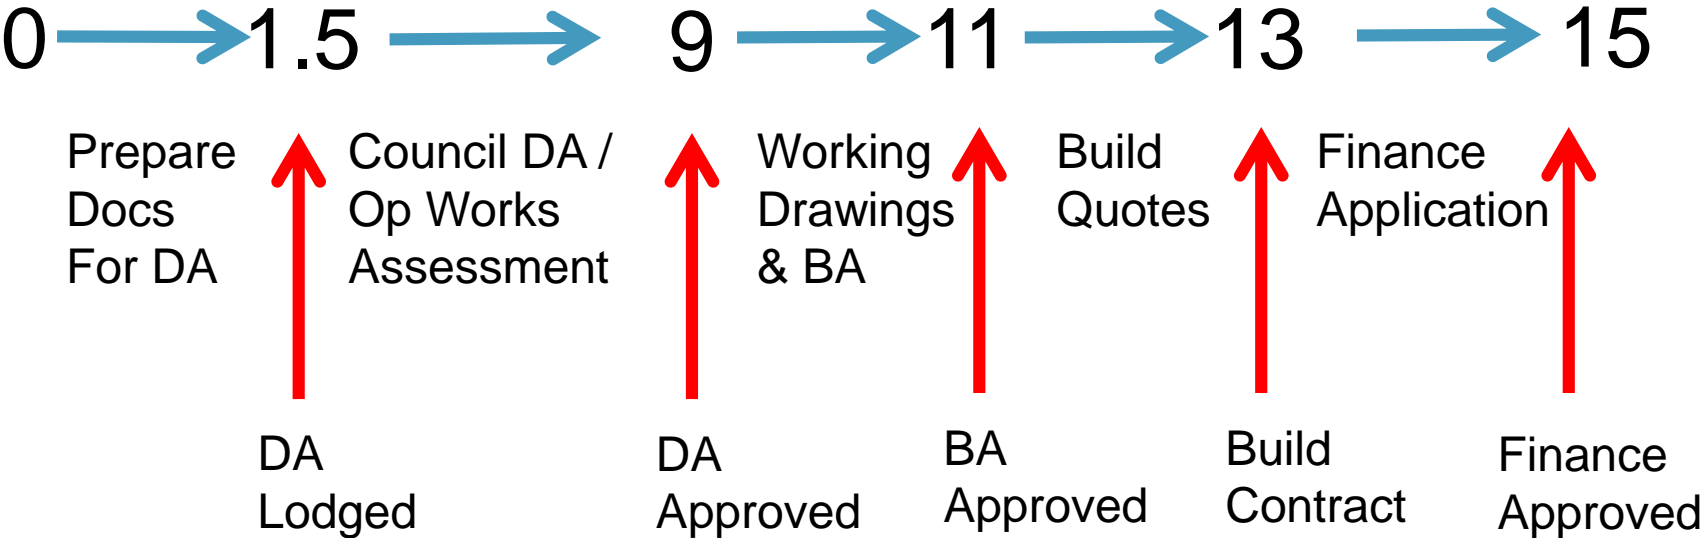 0 1.5 9 11 13 15
Prepare
Docs
For DA
Council DA /
Op Works
Assessment
Working
Drawings
& BA
Build
Quotes
Finance
Application
DA
Lodged
DA
Approved
BA
Approved
Build
Contract
Finance
Approved